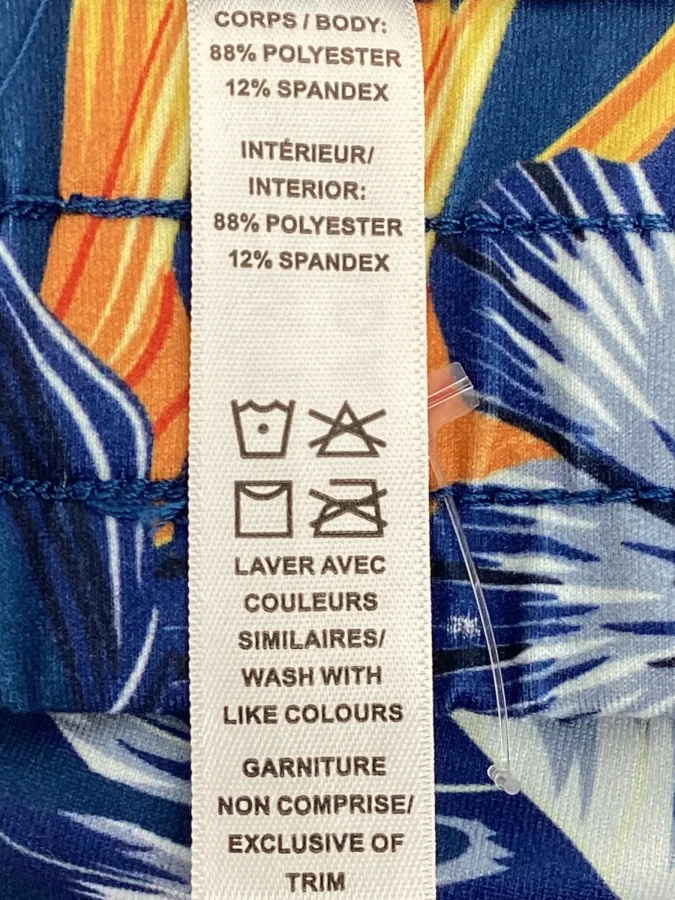 CORPS / BODY:
88% POLYESTER
12% SPANDEX
INTÉRIEUR/
INTERIOR:
88% POLYESTER
12% SPANDEX
LAVER AVEC
COULEURS
SIMILAIRES/
WASH WITH
LIKE COLOURS
GARNITURE
NON COMPRISE/
EXCLUSIVE OF
TRIM